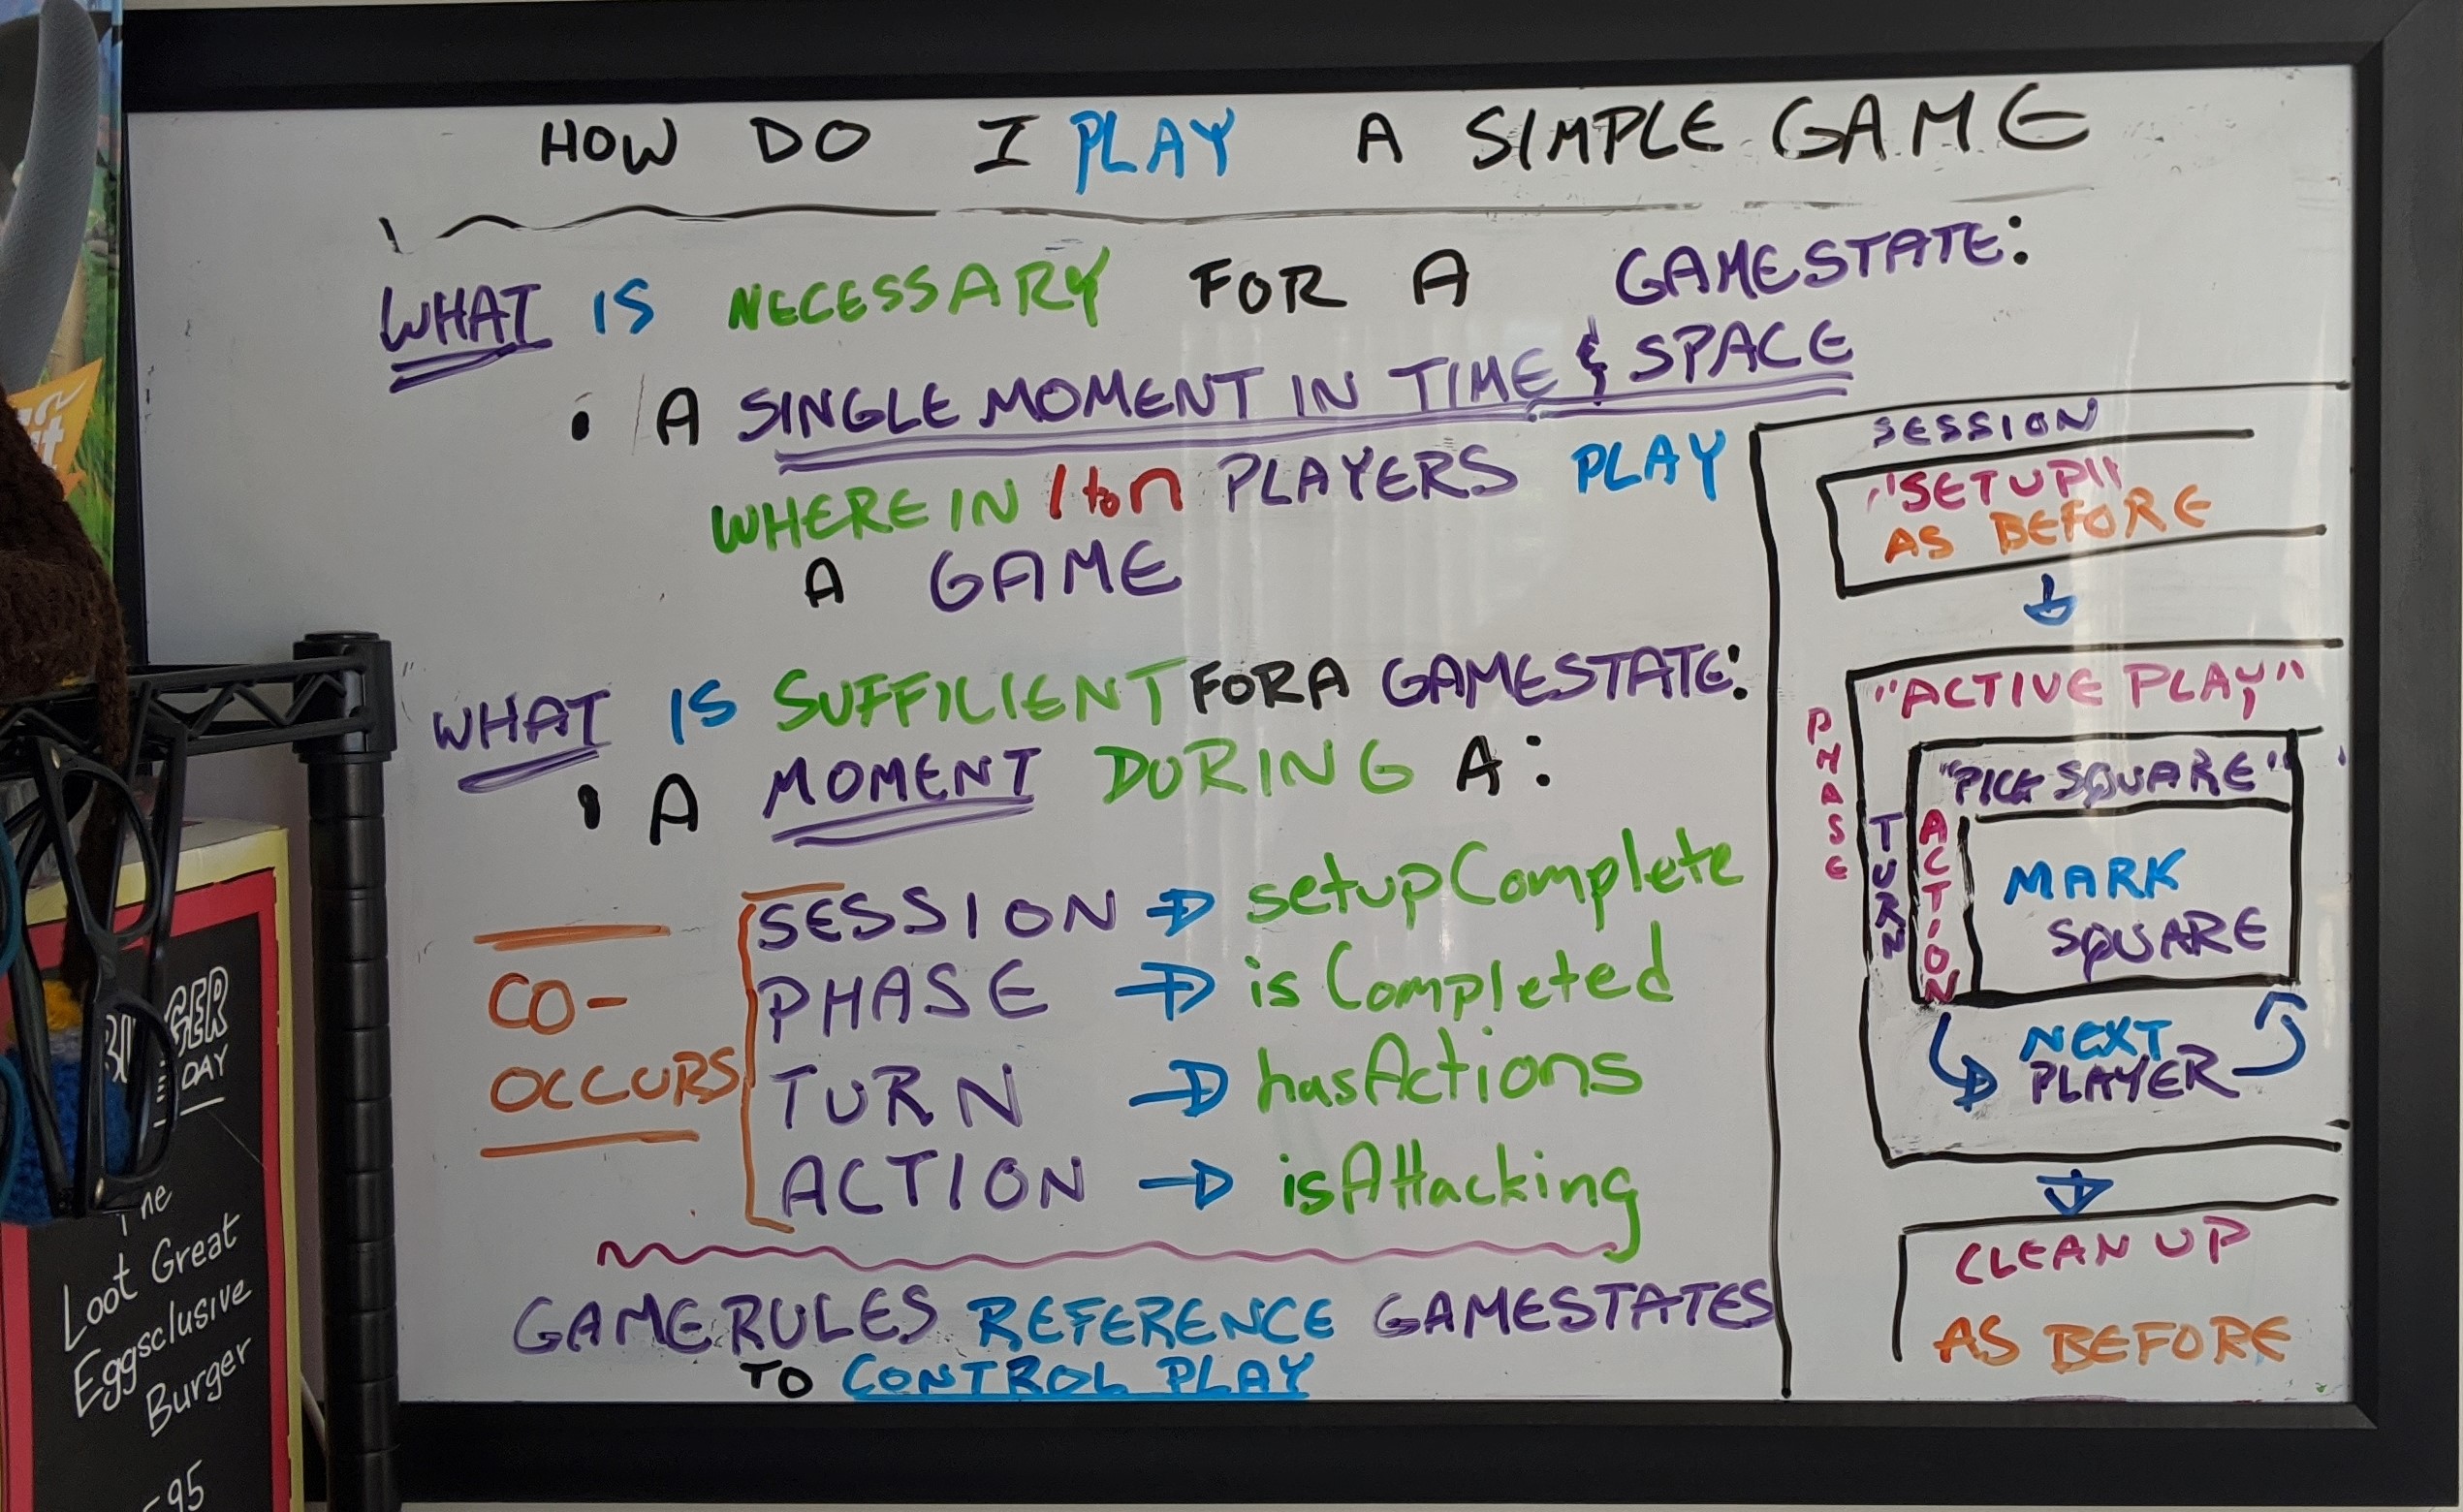 HOW DO I PLAY A SIMPLE GAME
WHAT IS NECESSARY FOR A GAMESTATE:
• A SINGLE MOMENT IN TIME & SPACE
WHEREIN 1 to n PLAYERS PLAY
A GAME
WHAT IS SUFFILIENT FOR A GAMESTATE:
• A MOMENT DURING A:
CO-
OCCURS
SESSION → setupComplete
PHASE → isCompleted
TURN → hasActions
ACTION → isAttacking
GAMERULES REFERENCE GAMESTATES
TO CONTROL PLAY
SESSION
"SETUP"
AS BEFORE
PHASE
"ACTIVE PLAY"
TURN
ACTION
"PICK SQUARE"
MARK
SQUARE
NEXT
PLAYER
CLEAN UP
AS BEFORE
DAY
The
Loot Great
Eggsclusive
Burger
95